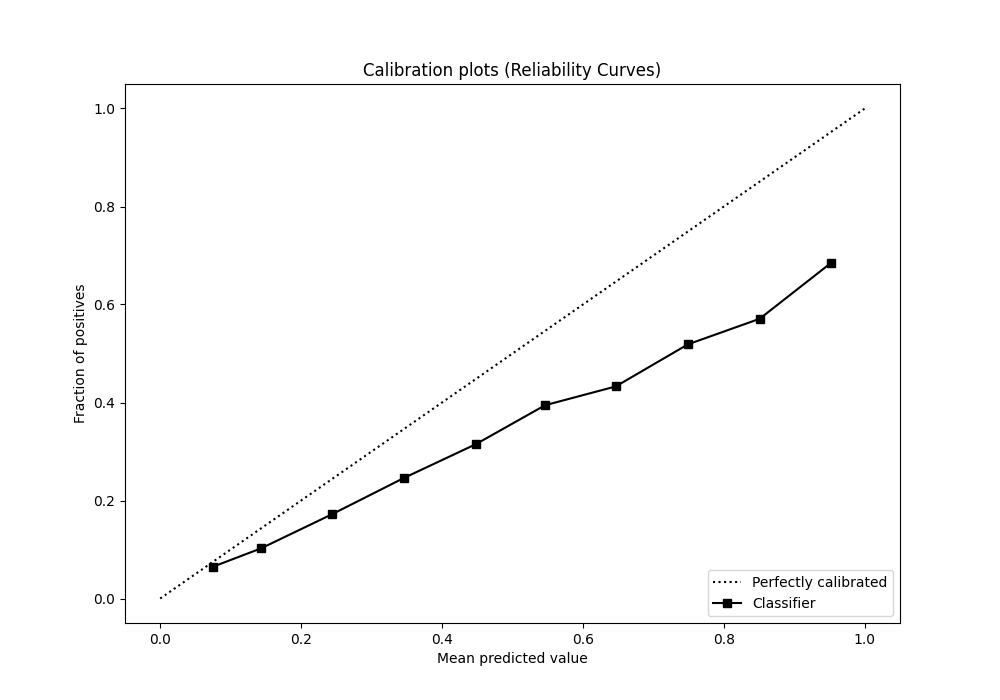 Calibration plots (Reliability Curves)
1.0
0.8
0.6
0.4
0.2
0.0
Fraction of positives
Perfectly calibrated
Classifier
0.0 0.2 0.4 0.6 0.8 1.0
Mean predicted value